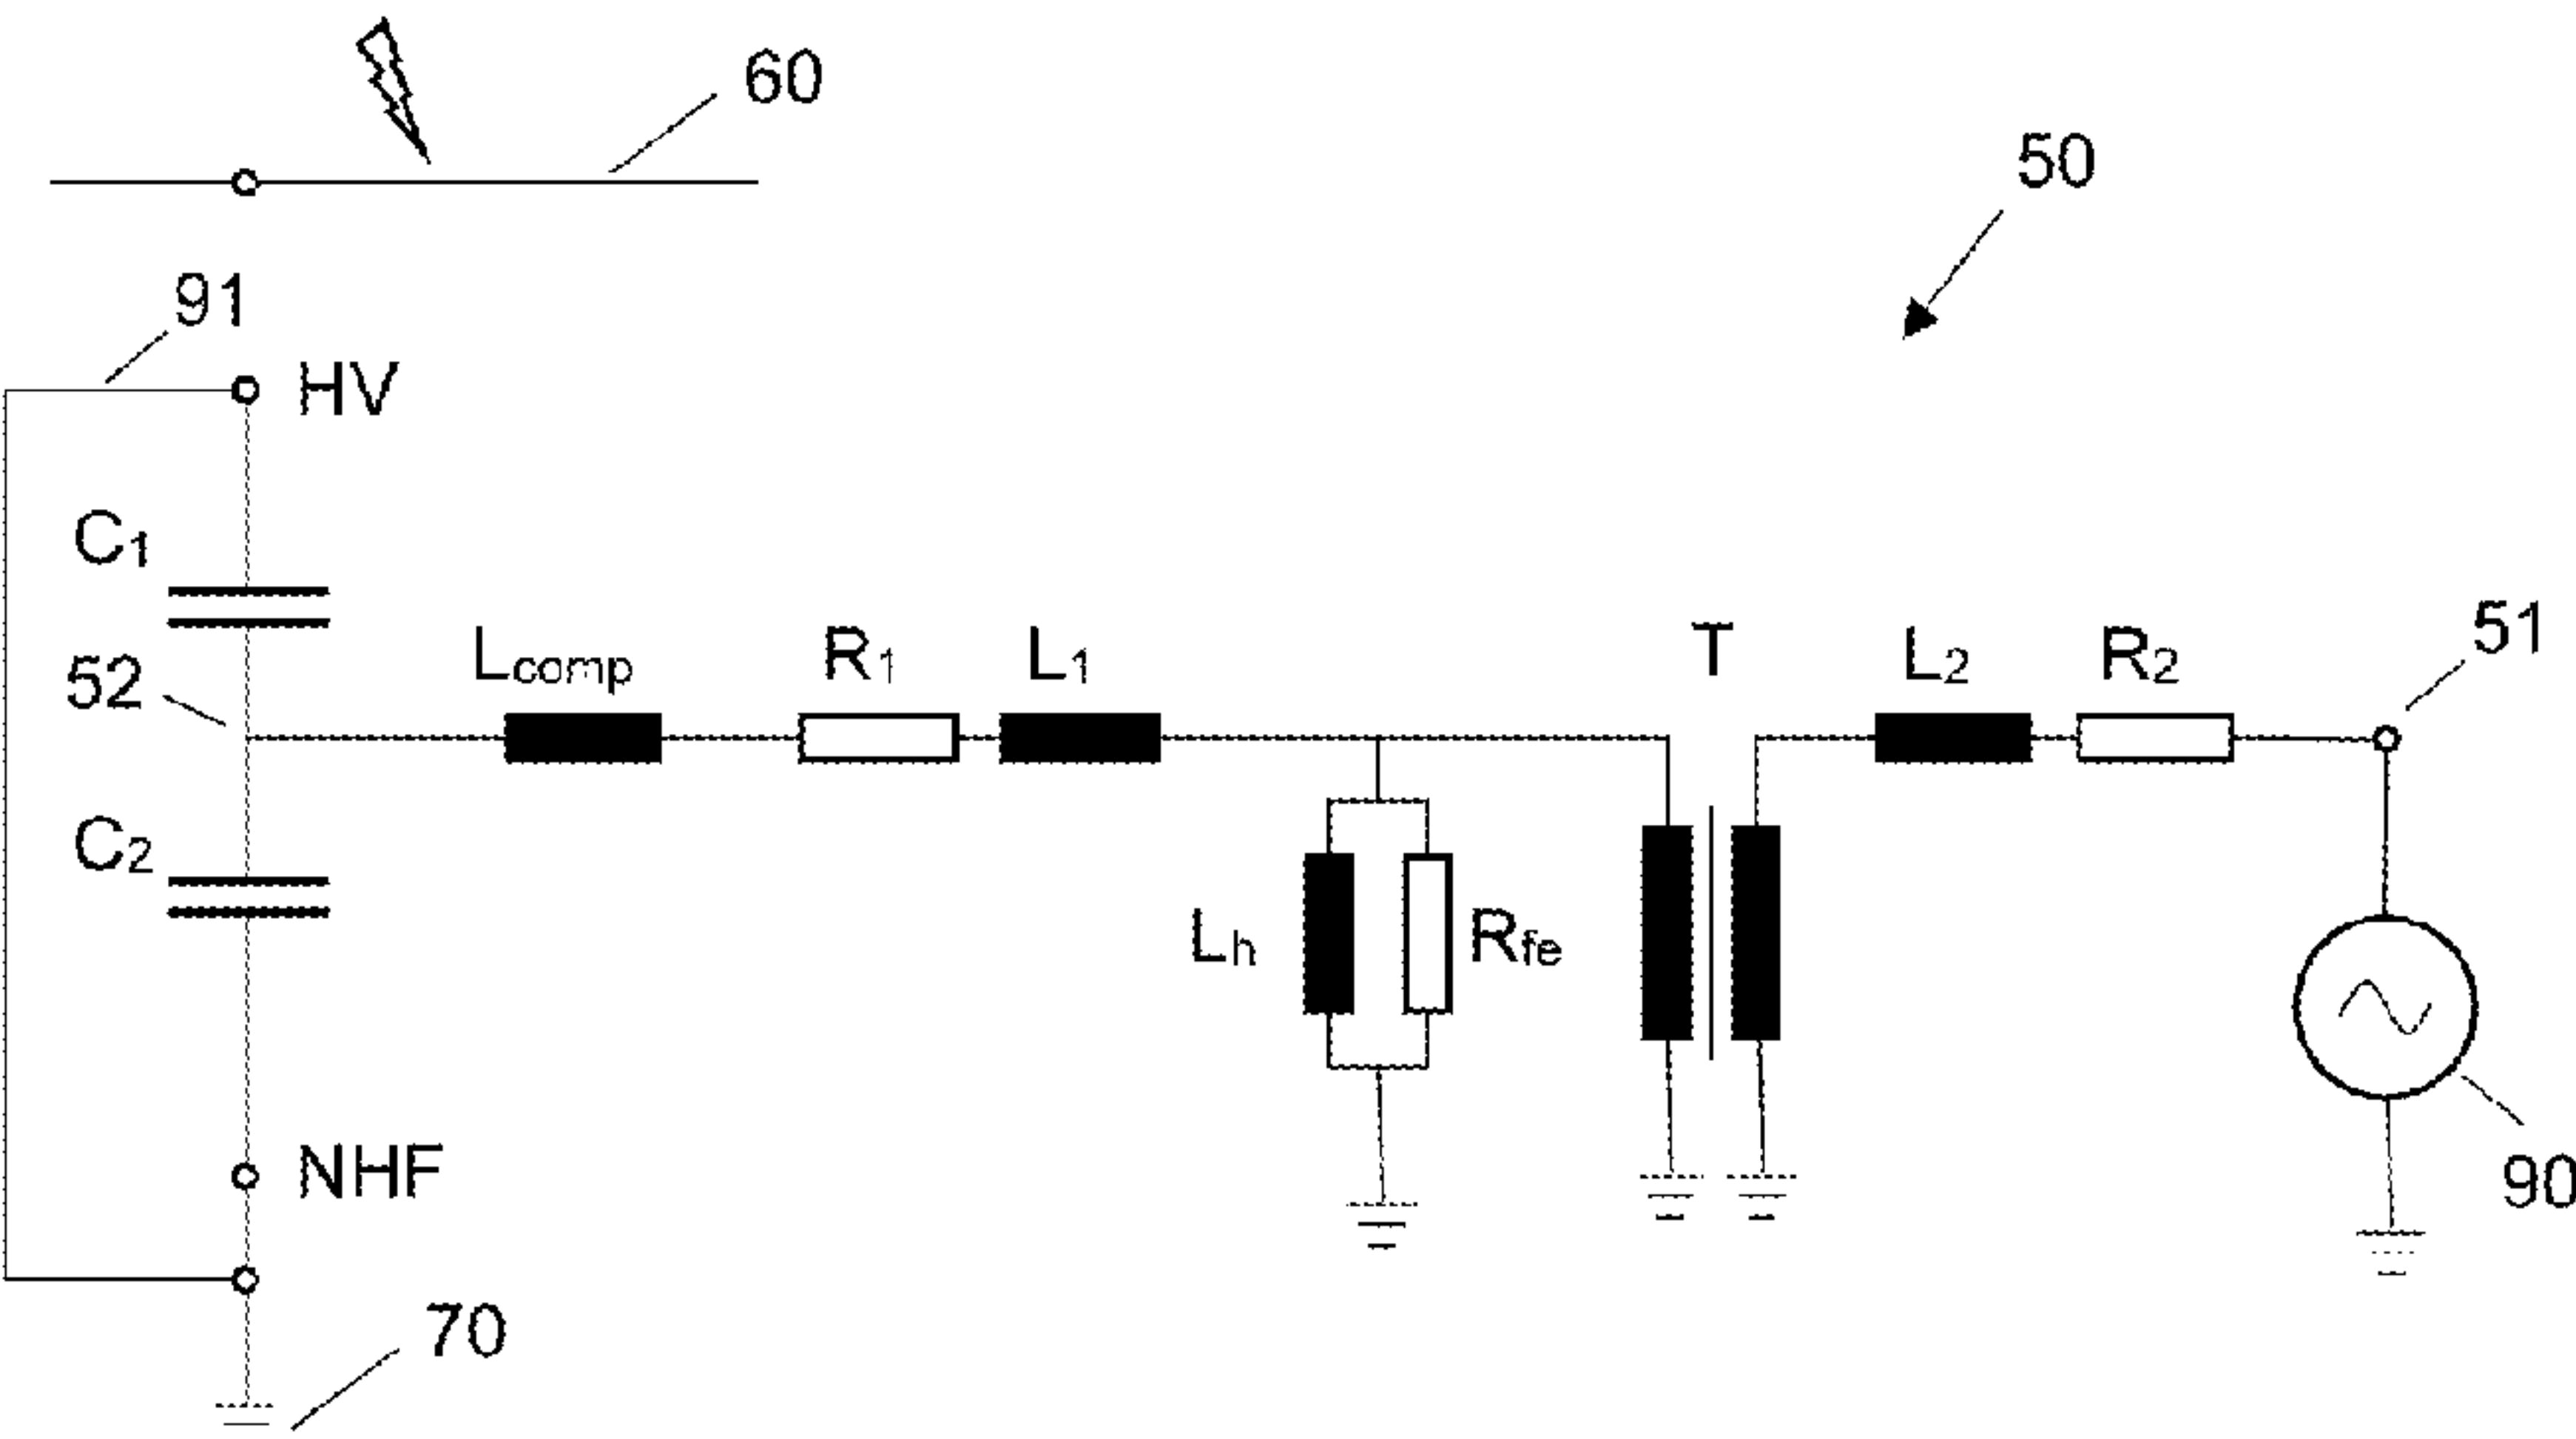 60
50
91
HV
C₁
51
Lcomp
R₁
L₁
T
L₂
R₂
52
C₂
Lh
Rfe
NHF
90
70